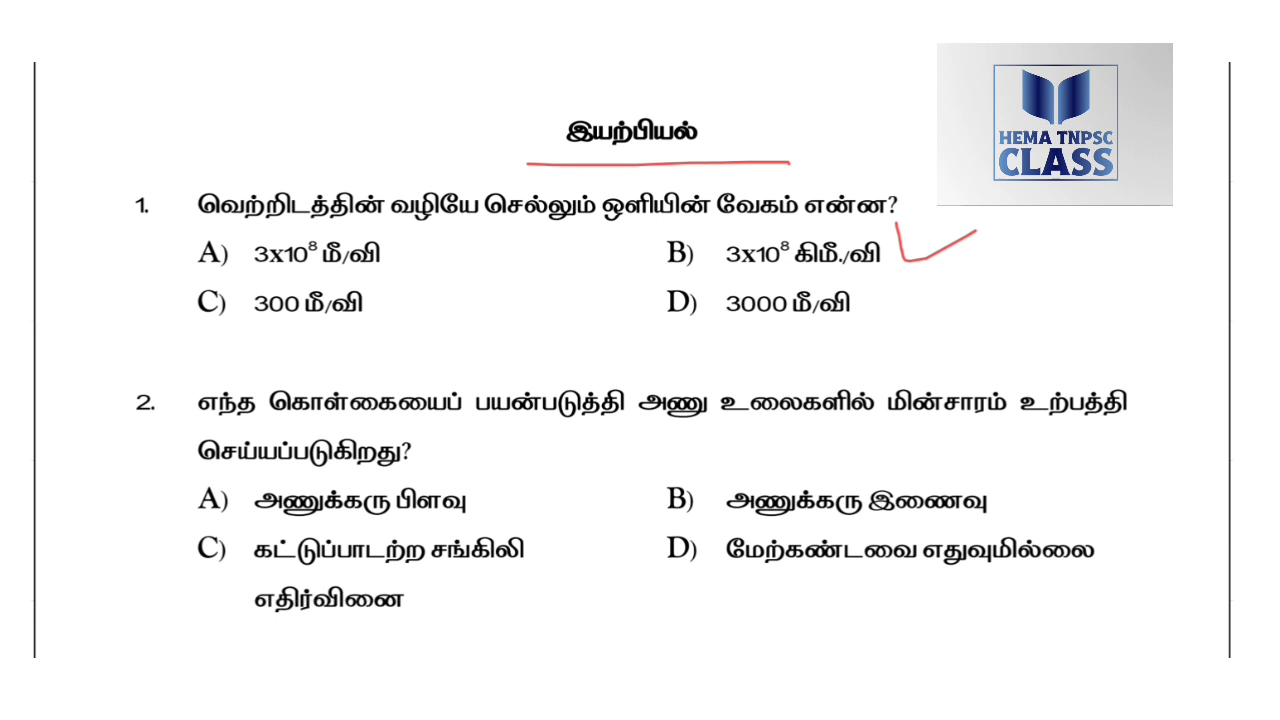 HEMA TNPSC
CLASS
இயற்பியல்
1. வெற்றிடத்தின் வழியே செல்லும் ஒளியின் வேகம் என்ன?
A) 3x10⁸ மீ/வி B) 3x10⁸ கிமீ./வி
C) 300 மீ/வி D) 3000 மீ/வி
2. எந்த கொள்கையைப் பயன்படுத்தி அணு உலைகளில் மின்சாரம் உற்பத்தி
செய்யப்படுகிறது?
A) அணுக்கரு பிளவு B) அணுக்கரு இணைவு
C) கட்டுப்பாடற்ற சங்கிலி D) மேற்கண்டவை எதுவுமில்லை
எதிர்வினை